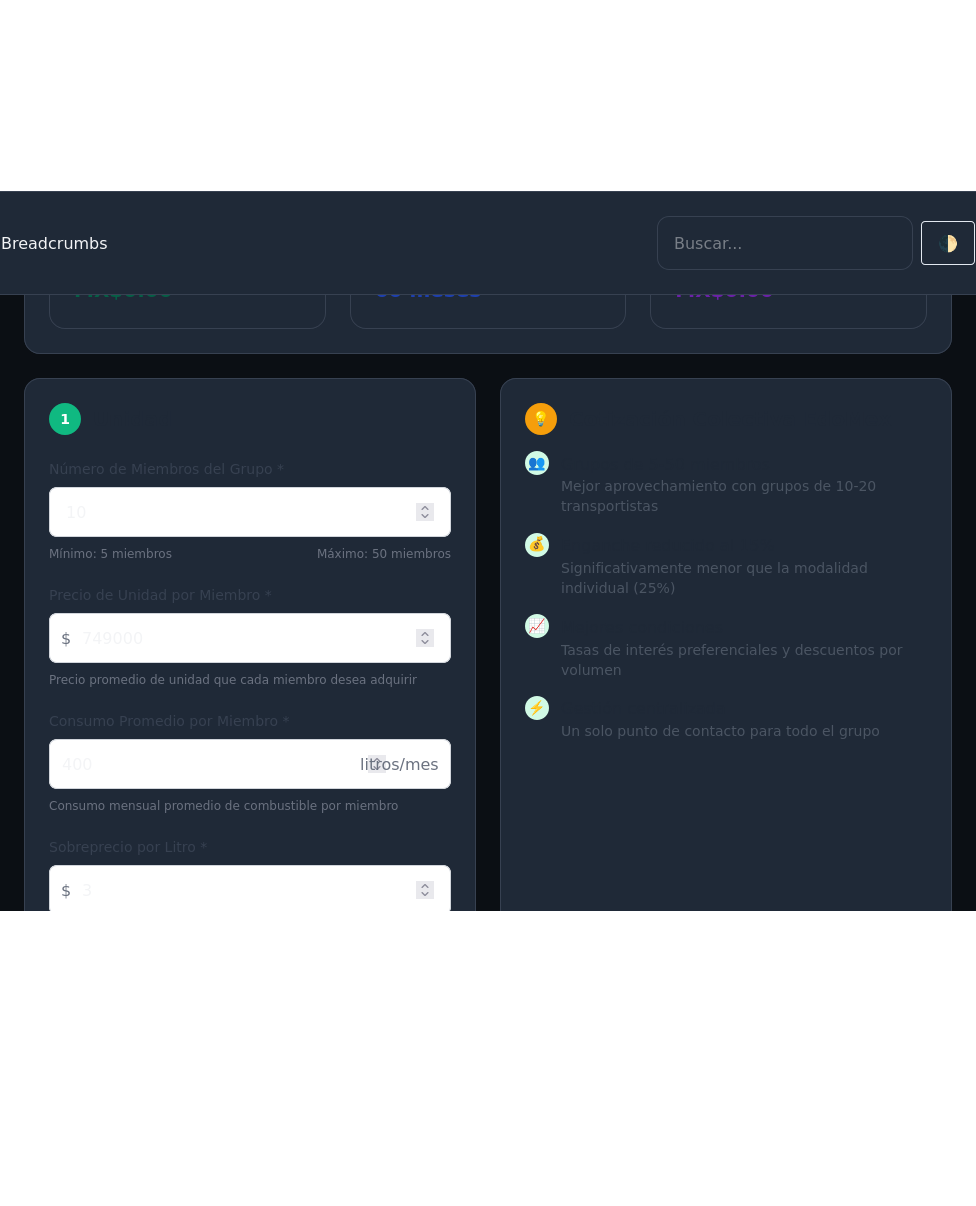 Breadcrumbs
Buscar...
1
Número de Miembros del Grupo *
10
Mínimo: 5 miembros
Máximo: 50 miembros
Precio de Unidad por Miembro *
$ 749000
Precio promedio de unidad que cada miembro desea adquirir
Consumo Promedio por Miembro *
400 litros/mes
Consumo mensual promedio de combustible por miembro
Sobreprecio por Litro *
$ 3
Mejor aprovechamiento con grupos de 10-20
transportistas
Significativamente menor que la modalidad
individual (25%)
Tasas de interés preferenciales y descuentos por
volumen
Un solo punto de contacto para todo el grupo